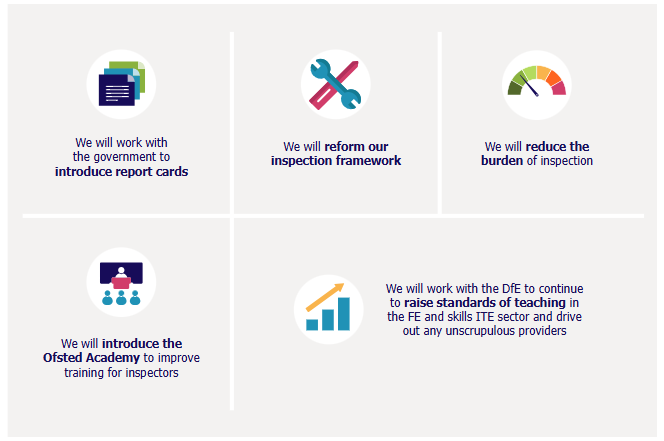 We will work with
the government to
introduce report cards
We will reform our
inspection framework
We will reduce the
burden of inspection
We will introduce the
Ofsted Academy to improve
training for inspectors
We will work with the DfE to continue
to raise standards of teaching in
the FE and skills ITE sector and drive
out any unscrupulous providers